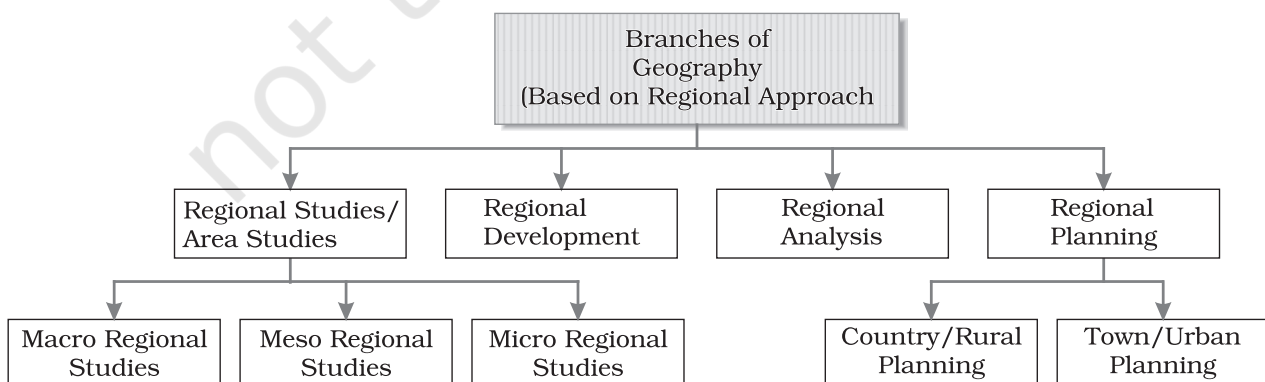 Branches of
Geography
(Based on Regional Approach
Regional Studies/
Area Studies
Regional
Development
Regional
Analysis
Regional
Planning
Macro Regional
Studies
Meso Regional
Studies
Micro Regional
Studies
Country/Rural
Planning
Town/Urban
Planning
not